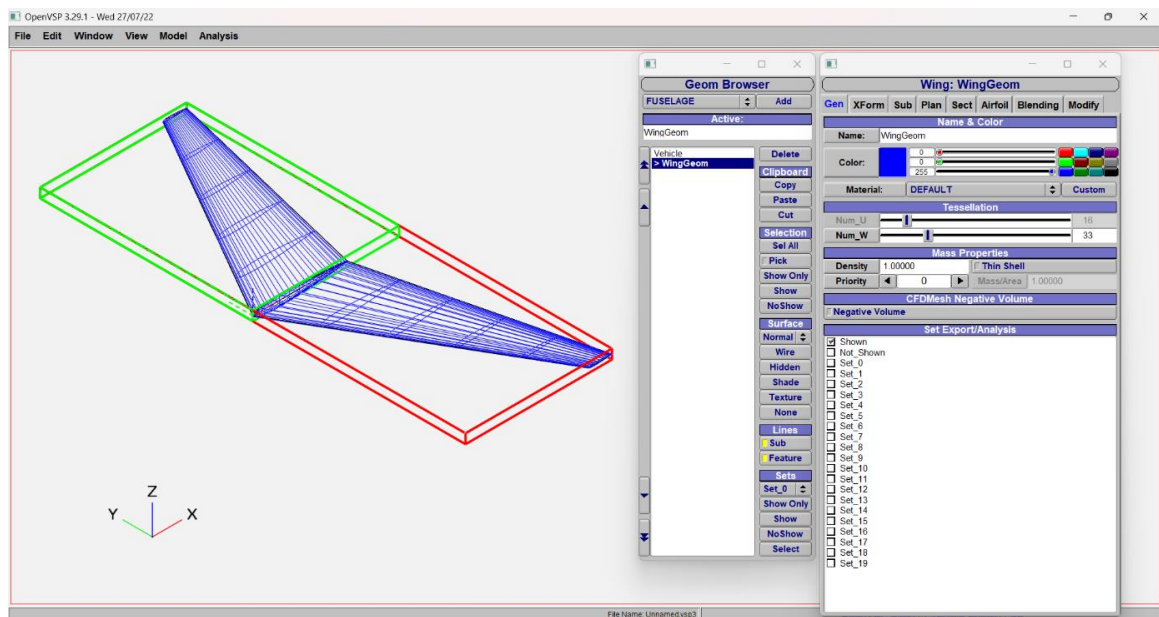 OpenVSP 3.29.1 - Wed 27/07/22
File Edit Window View Model Analysis
Z
Y
X
Geom Browser
FUSELAGE Add
Active:
WingGeom
Vehicle
> WingGeom
Delete
Clipboard
Copy
Paste
Cut
Selection
Sel All
Pick
Show Only
Show
NoShow
Surface
Normal
Wire
Hidden
Shade
Texture
None
Lines
Sub
Feature
Sets
Set_0
Show Only
Show
NoShow
Select
Wing: WingGeom
Gen XForm Sub Plan Sect Airfoil Blending Modify
Name & Color
Name: WingGeom
Color:
0
0
255
Material: DEFAULT Custom
Tessellation
Num_U 16
Num_W 33
Mass Properties
Density 1.00000 Thin Shell
Priority 0 Mass/Area 1.00000
CFDMesh Negative Volume
Negative Volume
Set Export/Analysis
Shown
Not_Shown
Set_0
Set_1
Set_2
Set_3
Set_4
Set_5
Set_6
Set_7
Set_8
Set_9
Set_10
Set_11
Set_12
Set_13
Set_14
Set_15
Set_16
Set_17
Set_18
Set_19
File Name: Unnamed.vsp3